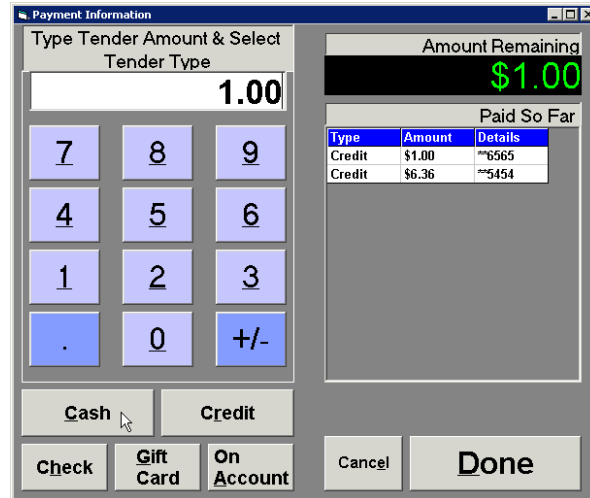 Payment Information
Type Tender Amount & Select
Tender Type
1.00
7 8 9
4 5 6
1 2 3
. 0 +/-
Cash Credit
Check Gift Card On Account
Amount Remaining
$1.00
Paid So Far
Type Amount Details
Credit $1.00 **6565
Credit $6.36 **5454
Cancel Done